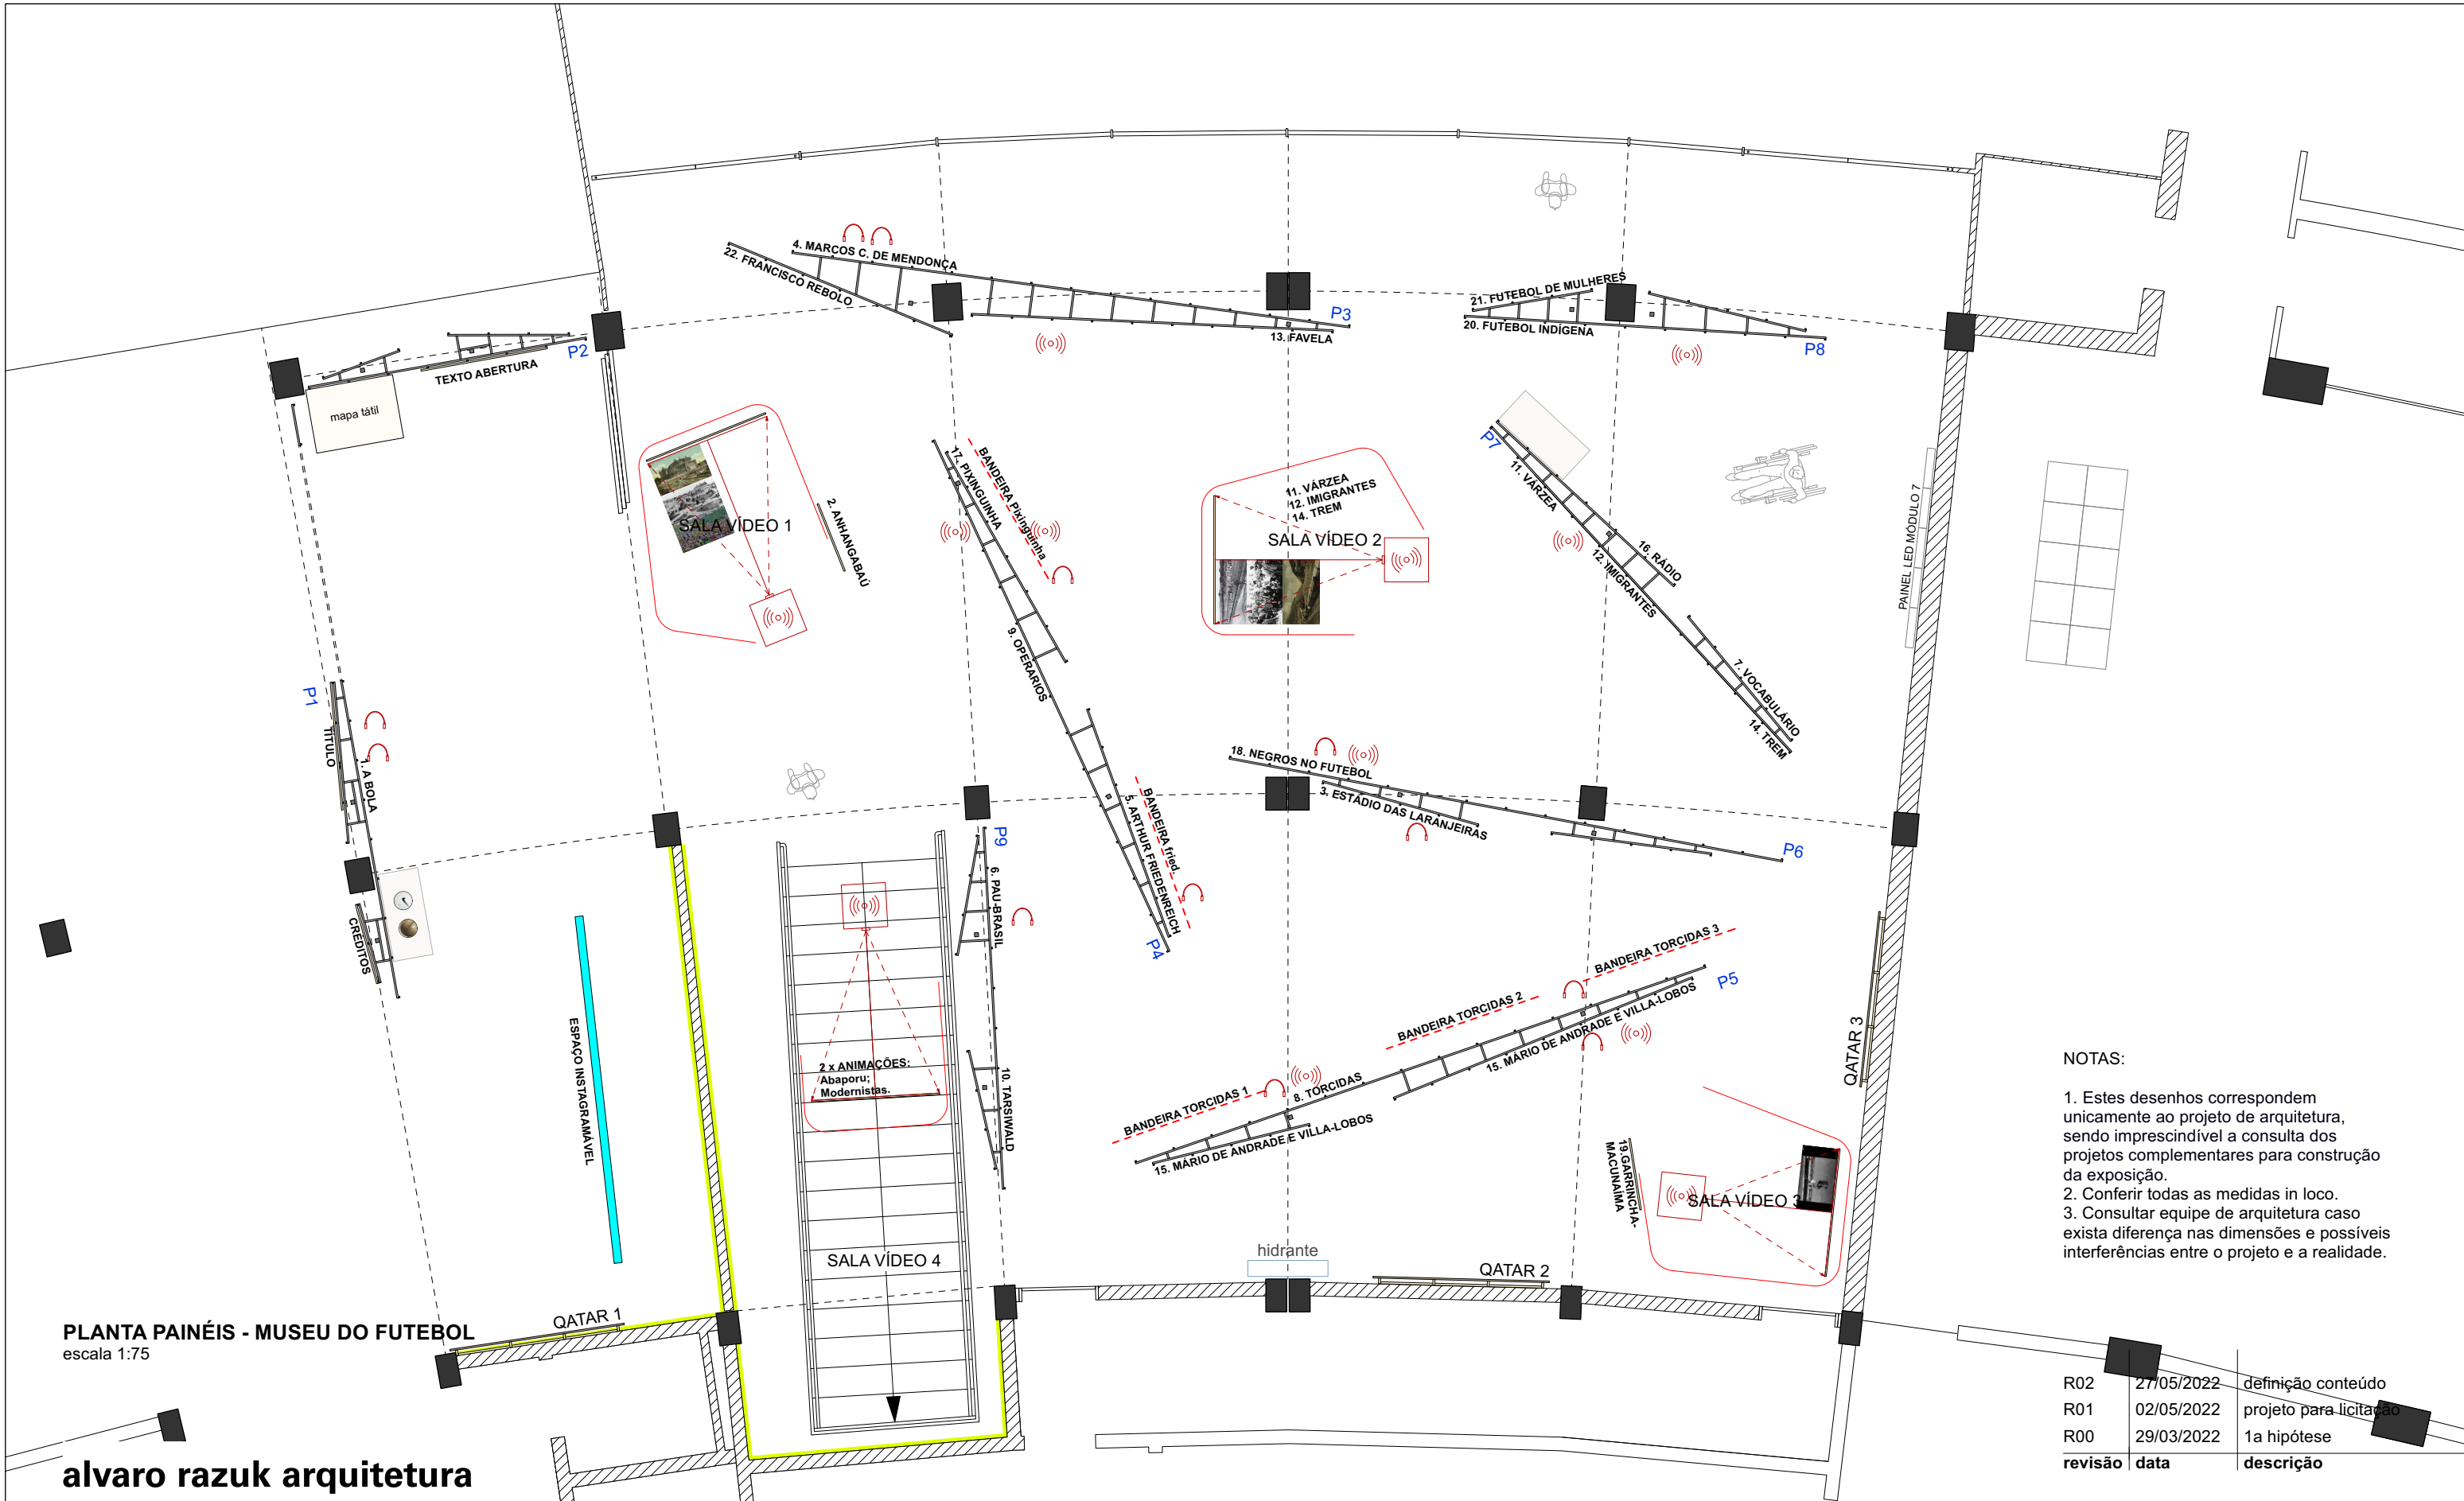 4. MARCOS C. DE MENDONÇA
22. FRANCISCO REBOLO
P3
13. FAVELA
21. FUTEBOL DE MULHERES
20. FUTEBOL INDÍGENA
P8
P2
TEXTO ABERTURA
mapa tátil
SALA VÍDEO 1
2. ANHANGABAÚ
17. PIXINGUINHA
BANDEIRA Pixinguinha
9. OPERARIOS
11. VÁRZEA
12. IMIGRANTES
14. TREM
SALA VÍDEO 2
P7
11. VÁRZEA
16. RÁDIO
12. IMIGRANTES
7. VOCABULÁRIO
14. TREM
PAINEL LED MÓDULO 7
P1
TÍTULO
1. A BOLA
CRÉDITOS
18. NEGROS NO FUTEBOL
3. ESTÁDIO DAS LARANJEIRAS
P6
P9
6. PAU-BRASIL
5. ARTHUR FRIEDENREICH
BANDEIRA fried.
P4
ESPAÇO INSTAGRAMÁVEL
2 x ANIMAÇÕES:
Abaporu;
Modernistas.
10. TARSIWALD
SALA VÍDEO 4
BANDEIRA TORCIDAS 1
BANDEIRA TORCIDAS 2
BANDEIRA TORCIDAS 3
P5
8. TORCIDAS
15. MÁRIO DE ANDRADE E VILLA-LOBOS
15. MÁRIO DE ANDRADE E VILLA-LOBOS
19.GARRINCHA-
MACUNAÍMA
SALA VÍDEO 3
QATAR 3
hidrante
QATAR 2
QATAR 1
NOTAS:
1. Estes desenhos correspondem
unicamente ao projeto de arquitetura,
sendo imprescindível a consulta dos
projetos complementares para construção
da exposição.
2. Conferir todas as medidas in loco.
3. Consultar equipe de arquitetura caso
exista diferença nas dimensões e possíveis
interferências entre o projeto e a realidade.
PLANTA PAINÉIS - MUSEU DO FUTEBOL
escala 1:75
alvaro razuk arquitetura
R02 27/05/2022 definição conteúdo
R01 02/05/2022 projeto para licitação
R00 29/03/2022 1a hipótese
revisão data descrição